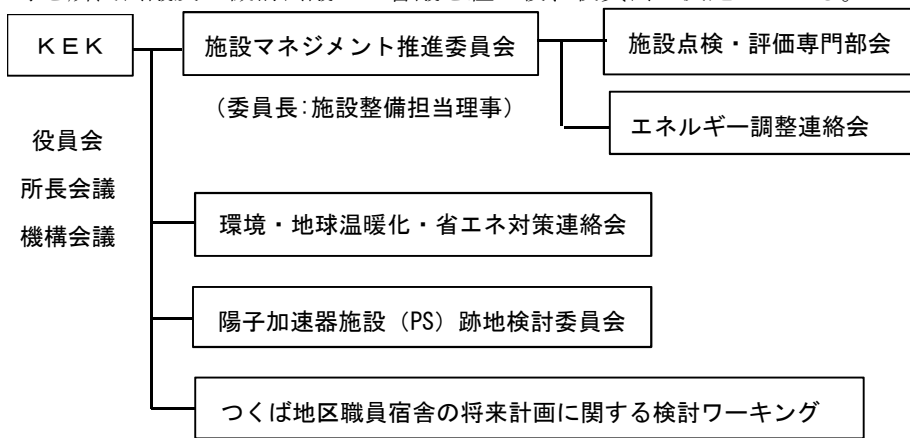 KEK
施設マネジメント推進委員会
施設点検・評価専門部会
(委員長:施設整備担当理事)
エネルギー調整連絡会
役員会
所長会議
機構会議
環境・地球温暖化・省エネ対策連絡会
陽子加速器施設(PS)跡地検討委員会
つくば地区職員宿舎の将来計画に関する検討ワーキング